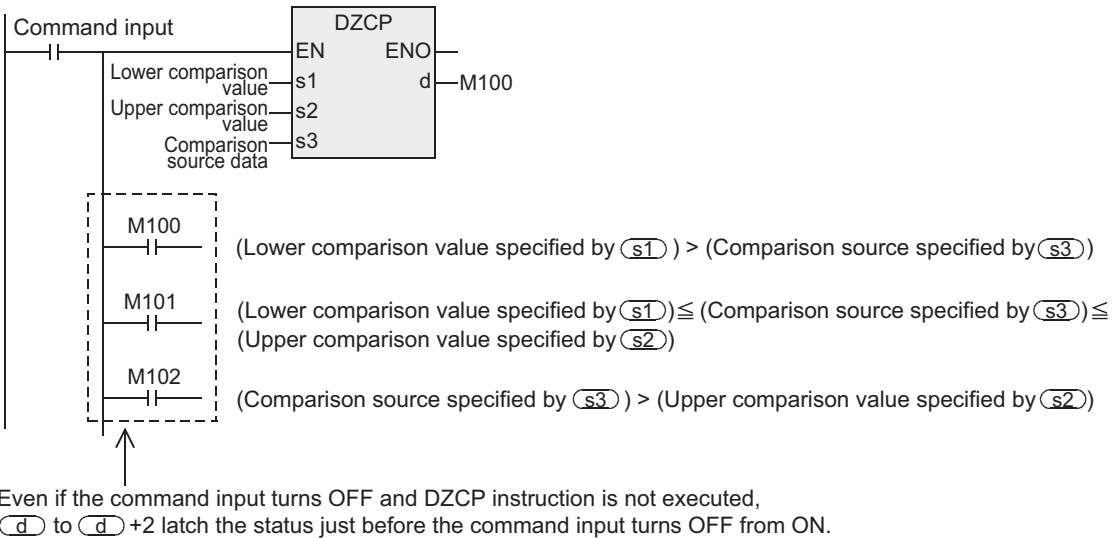 Command input
DZCP
EN ENO
Lower comparison
value
s1 d M100
Upper comparison
value
s2
Comparison
source data
s3
M100
(Lower comparison value specified by s1 ) > (Comparison source specified by s3 )
M101
(Lower comparison value specified by s1 )≦ (Comparison source specified by s3 )≦
(Upper comparison value specified by s2 )
M102
(Comparison source specified by s3 ) > (Upper comparison value specified by s2 )
Even if the command input turns OFF and DZCP instruction is not executed,
d to d +2 latch the status just before the command input turns OFF from ON.